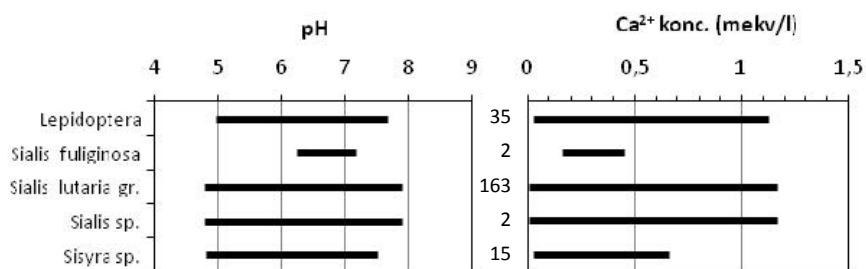 pH Ca²⁺ konc. (mekv/l)
4 5 6 7 8 9 0 0,5 1 1,5
Lepidoptera 35
Sialis fuliginosa 2
Sialis lutaria gr. 163
Sialis sp. 2
Sisyra sp. 15